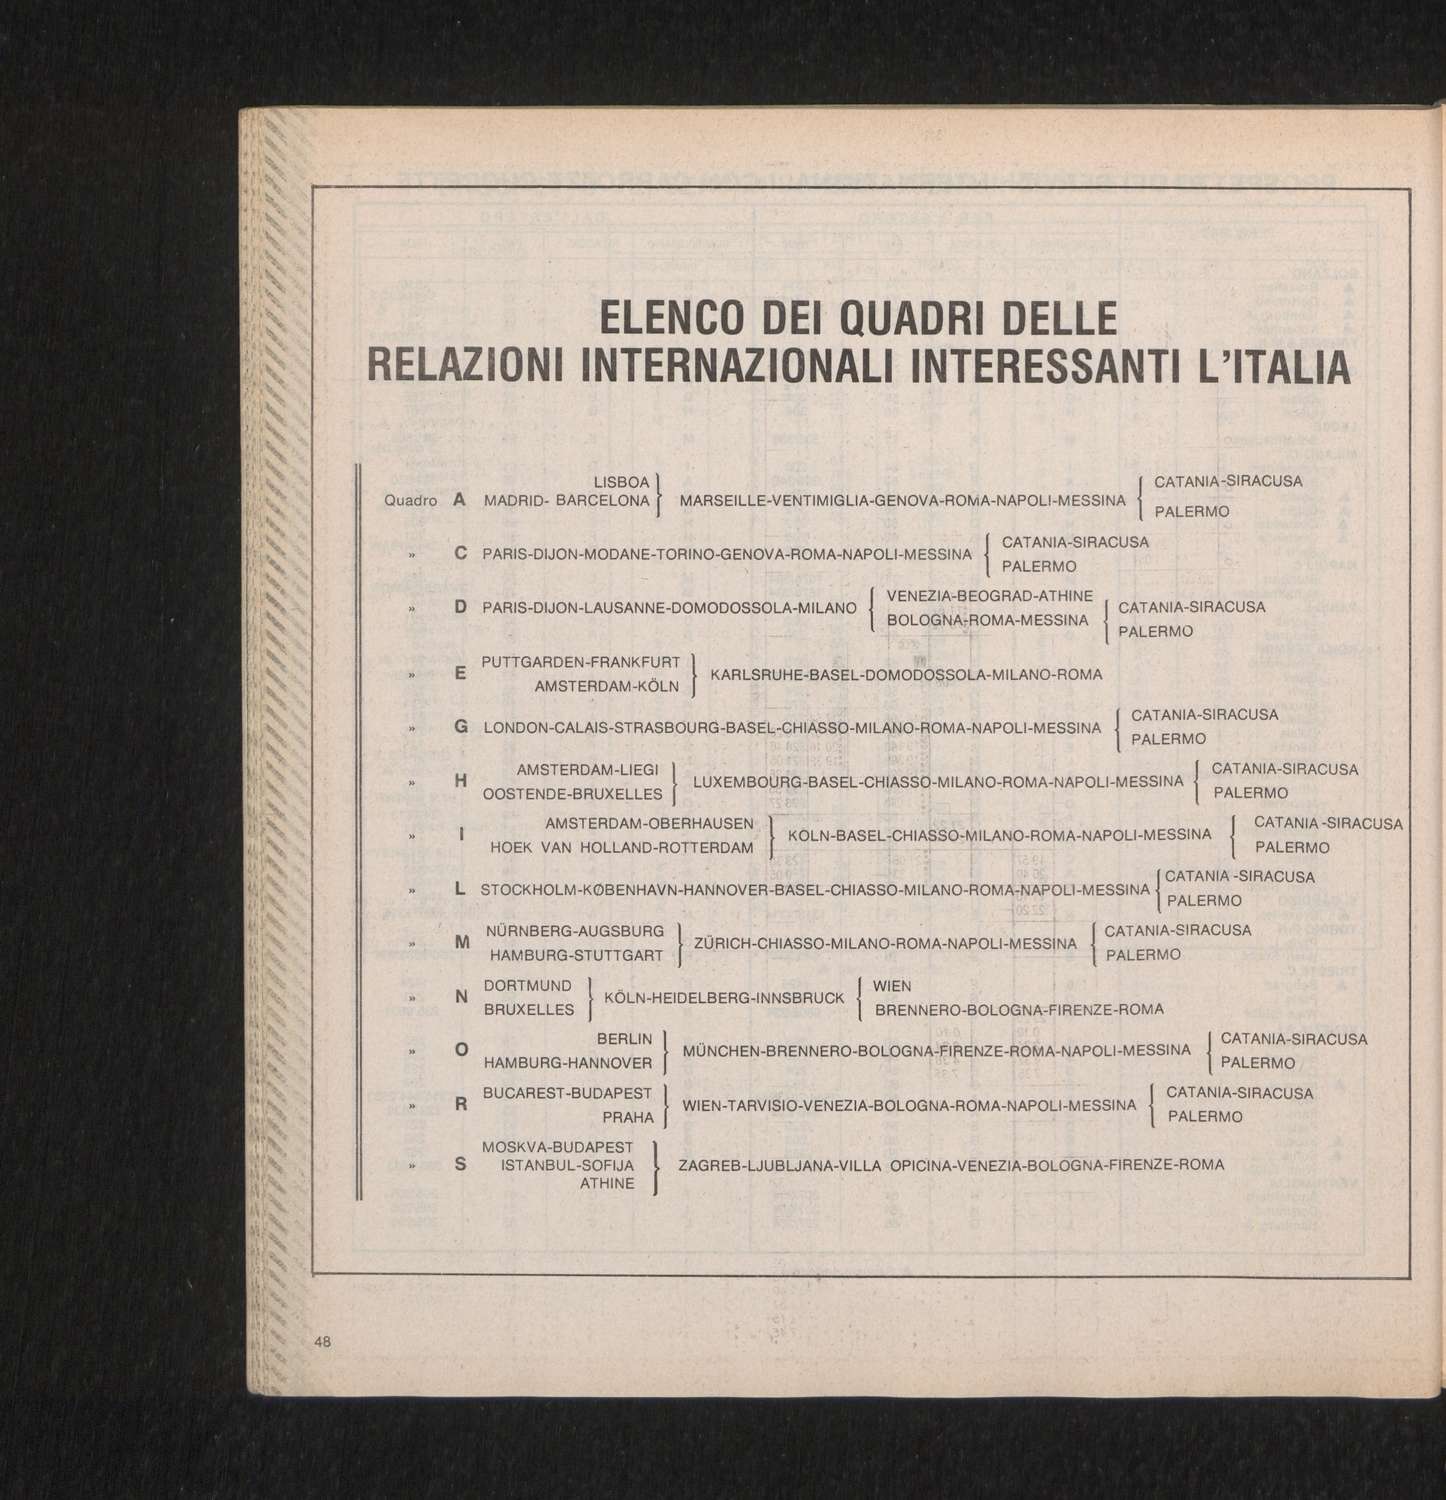 ELENCO DEI QUADRI DELLE
RELAZIONI INTERNAZIONALI INTERESSANTI L'ITALIA
LISBOA
Quadro A MADRID- BARCELONA MARSEILLE-VENTIMIGLIA-GENOVA-ROMA-NAPOLI-MESSINA CATANIA-SIRACUSA
PALERMO
» C PARIS-DIJON-MODANE-TORINO-GENOVA-ROMA-NAPOLI-MESSINA CATANIA-SIRACUSA
PALERMO
» D PARIS-DIJON-LAUSANNE-DOMODOSSOLA-MILANO VENEZIA-BEOGRAD-ATHINE
BOLOGNA-ROMA-MESSINA CATANIA-SIRACUSA
PALERMO
» E PUTTGARDEN-FRANKFURT
AMSTERDAM-KÖLN KARLSRUHE-BASEL-DOMODOSSOLA-MILANO-ROMA
» G LONDON-CALAIS-STRASBOURG-BASEL-CHIASSO-MILANO-ROMA-NAPOLI-MESSINA CATANIA-SIRACUSA
PALERMO
» H AMSTERDAM-LIEGI
OOSTENDE-BRUXELLES LUXEMBOURG-BASEL-CHIASSO-MILANO-ROMA-NAPOLI-MESSINA CATANIA-SIRACUSA
PALERMO
» I AMSTERDAM-OBERHAUSEN
HOEK VAN HOLLAND-ROTTERDAM KÖLN-BASEL-CHIASSO-MILANO-ROMA-NAPOLI-MESSINA CATANIA -SIRACUSA
PALERMO
» L STOCKHOLM-KØBENHAVN-HANNOVER-BASEL-CHIASSO-MILANO-ROMA-NAPOLI-MESSINA CATANIA -SIRACUSA
PALERMO
» M NÜRNBERG-AUGSBURG
HAMBURG-STUTTGART ZÜRICH-CHIASSO-MILANO-ROMA-NAPOLI-MESSINA CATANIA-SIRACUSA
PALERMO
» N DORTMUND
BRUXELLES KÖLN-HEIDELBERG-INNSBRUCK WIEN
BRENNERO-BOLOGNA-FIRENZE-ROMA
» O BERLIN
HAMBURG-HANNOVER MÜNCHEN-BRENNERO-BOLOGNA-FIRENZE-ROMA-NAPOLI-MESSINA CATANIA-SIRACUSA
PALERMO
» R BUCAREST-BUDAPEST
PRAHA WIEN-TARVISIO-VENEZIA-BOLOGNA-ROMA-NAPOLI-MESSINA CATANIA-SIRACUSA
PALERMO
MOSKVA-BUDAPEST
» S ISTANBUL-SOFIJA ZAGREB-LJUBLJANA-VILLA OPICINA-VENEZIA-BOLOGNA-FIRENZE-ROMA
ATHINE
48